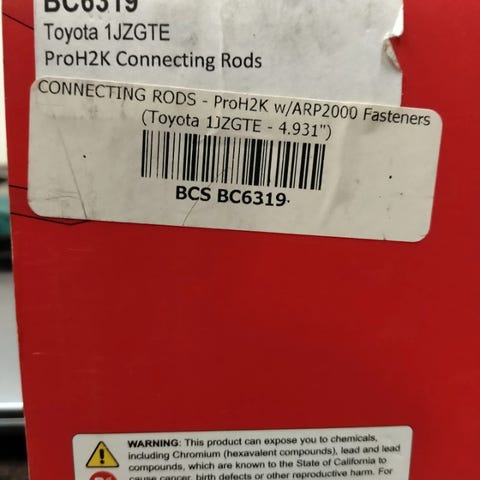 BC6319
Toyota 1JZGTE
ProH2K Connecting Rods
CONNECTING RODS - ProH2K w/ARP2000 Fasteners
(Toyota 1JZGTE - 4.931")
BCS BC6319
WARNING: This product can expose you to chemicals,
including Chromium (hexavalent compounds), lead and lead
compounds, which are known to the State of California to
cause cancer, birth defects or other reproductive harm. For